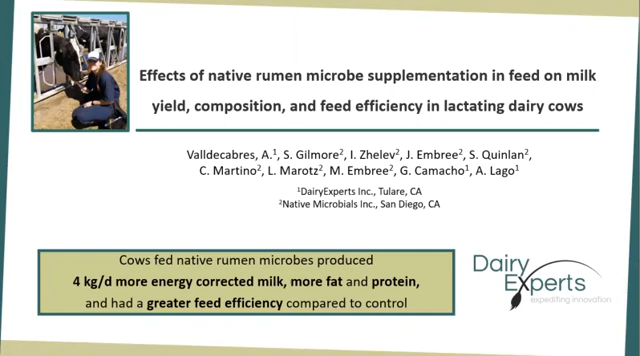 Effects of native rumen microbe supplementation in feed on milk
yield, composition, and feed efficiency in lactating dairy cows
Valldecabres, A.¹, S. Gilmore², I. Zhelev², J. Embree², S. Quinlan²,
C. Martino², L. Marotz², M. Embree², G. Camacho¹, A. Lago¹
¹DairyExperts Inc., Tulare, CA
²Native Microbials Inc., San Diego, CA
Cows fed native rumen microbes produced
4 kg/d more energy corrected milk, more fat and protein,
and had a greater feed efficiency compared to control
Dairy
Experts
expediting innovation